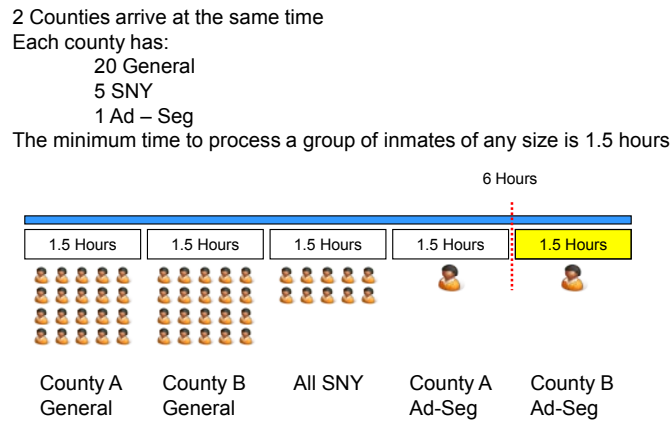 2 Counties arrive at the same time
Each county has:
20 General
5 SNY
1 Ad – Seg
The minimum time to process a group of inmates of any size is 1.5 hours
6 Hours
1.5 Hours 1.5 Hours 1.5 Hours 1.5 Hours 1.5 Hours
County A County B All SNY County A County B
General General Ad-Seg Ad-Seg